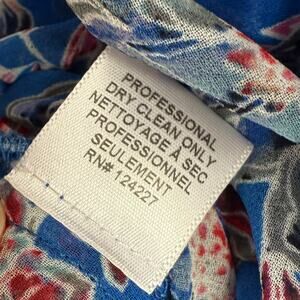 PROFESSIONAL
DRY CLEAN ONLY
NETTOYAGE À SEC
PROFESSIONNEL
SEULEMENT
RN# 124227